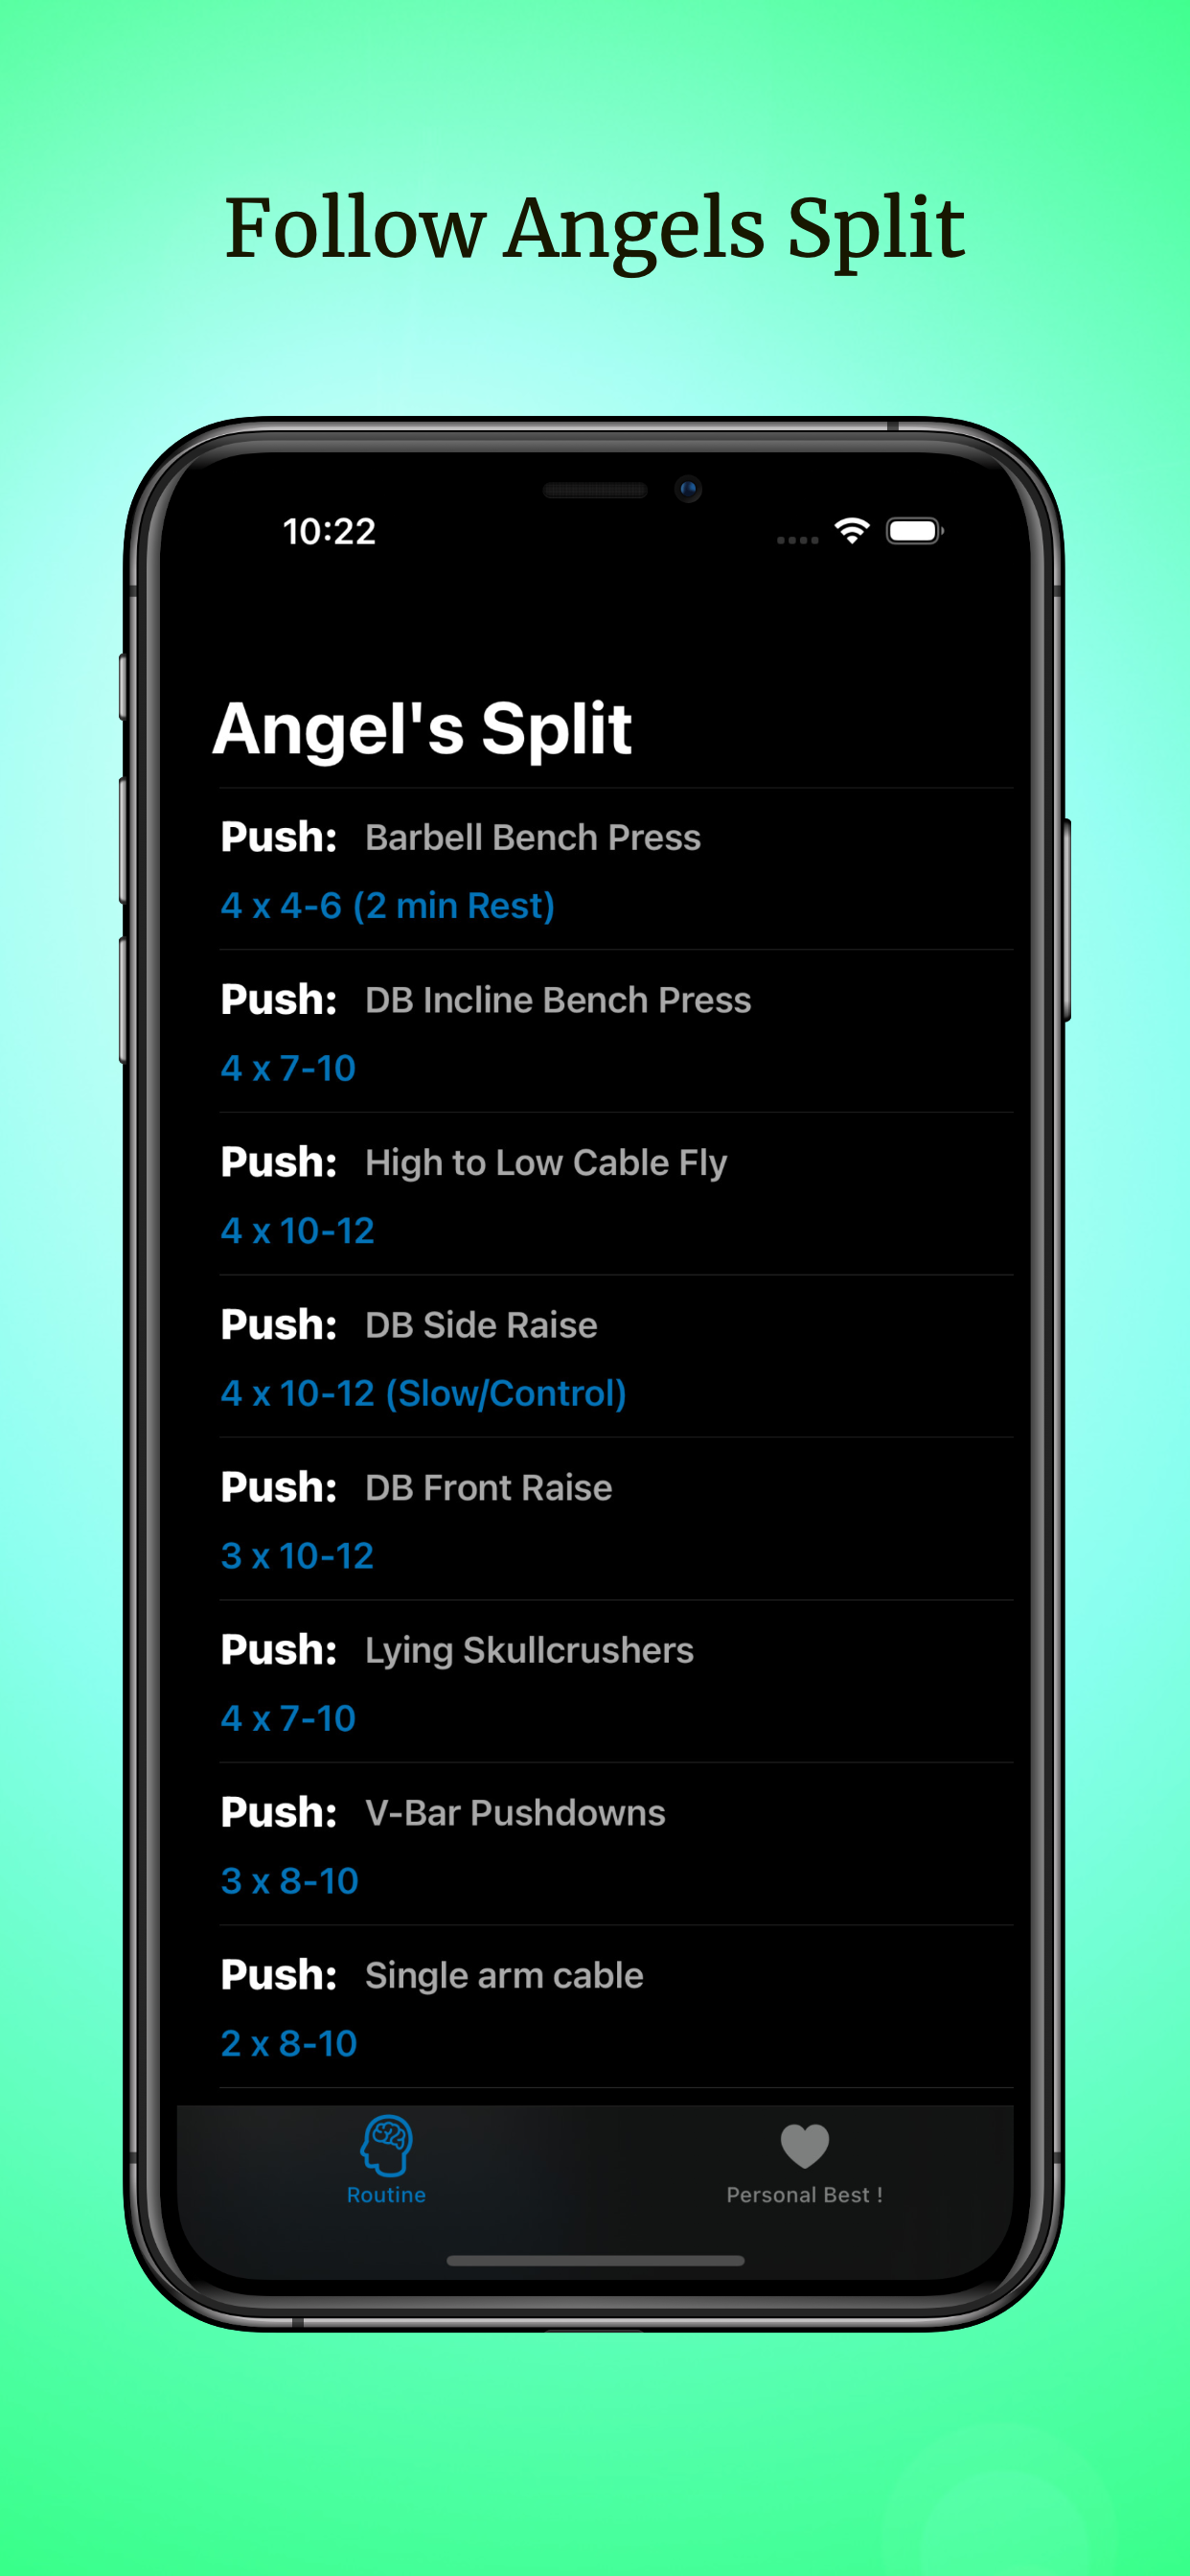 Follow Angels Split
10:22
Angel's Split
Push: Barbell Bench Press
4 x 4-6 (2 min Rest)
Push: DB Incline Bench Press
4 x 7-10
Push: High to Low Cable Fly
4 x 10-12
Push: DB Side Raise
4 x 10-12 (Slow/Control)
Push: DB Front Raise
3 x 10-12
Push: Lying Skullcrushers
4 x 7-10
Push: V-Bar Pushdowns
3 x 8-10
Push: Single arm cable
2 x 8-10
Routine Personal Best !